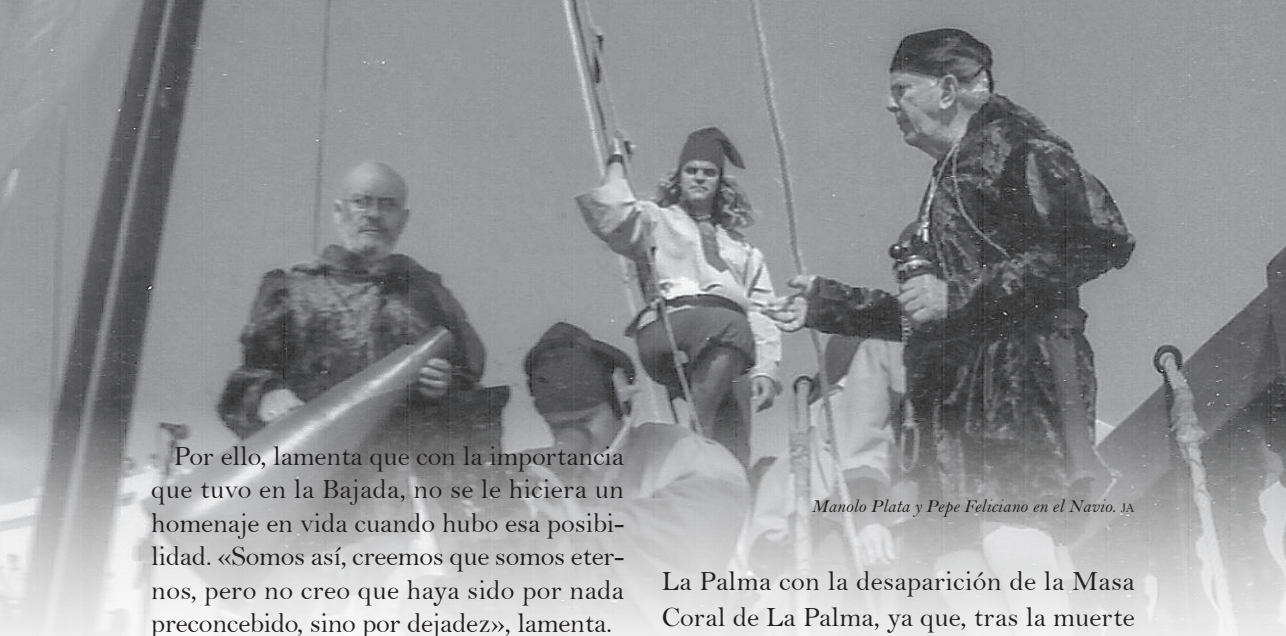 Por ello, lamenta que con la importancia
que tuvo en la Bajada, no se le hiciera un
homenaje en vida cuando hubo esa posibi-
lidad. «Somos así, creemos que somos eter-
nos, pero no creo que haya sido por nada
preconcebido, sino por dejadez», lamenta.
Manolo Plata y Pepe Feliciano en el Navío. JA
La Palma con la desaparición de la Masa
Coral de La Palma, ya que, tras la muerte